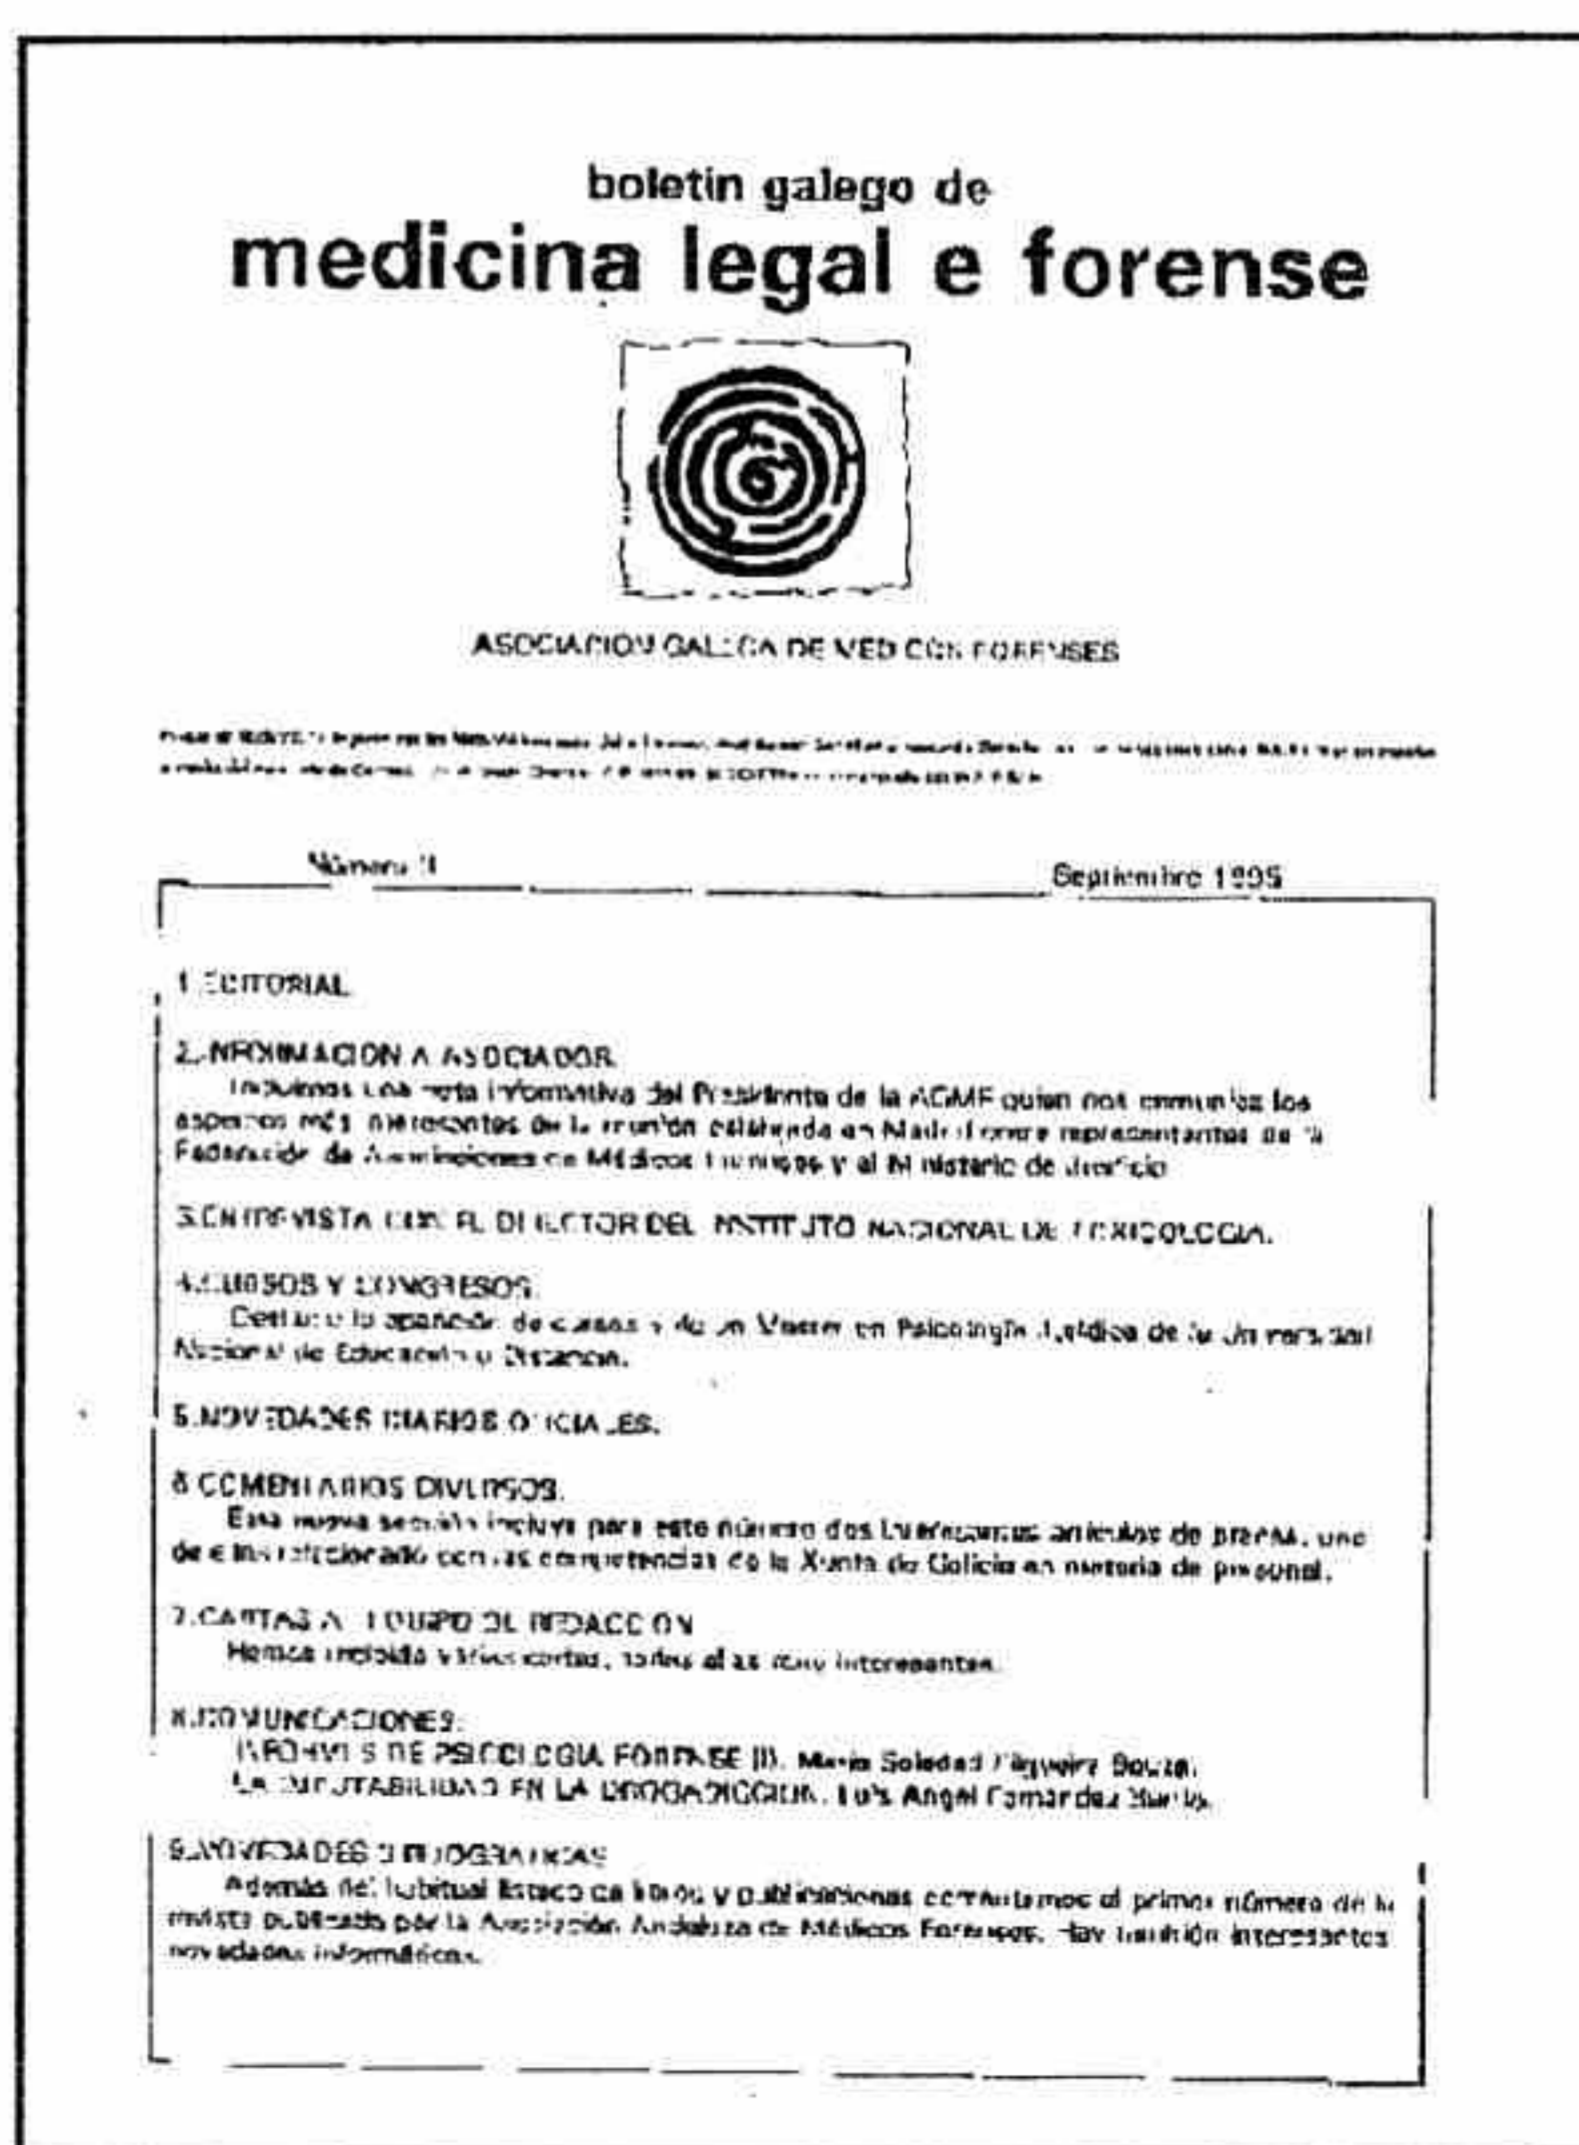 boletin galego de
medicina legal e forense
ASOCIACION GALEGA DE MEDICOS FORENSES
Número
Septiembre 1995
1.EDITORIAL
2.INFORMACION A ASOCIADOS.
Incluimos una nota informativa del Presidente de la AGMF quien nos comunica los
aspectos más interesantes de la reunión celebrada en Madrid entre representantes de la
Federación de Asociaciones de Médicos Forenses y el Ministerio de Justicia
3.ENTREVISTA CON EL DIRECTOR DEL INSTITUTO NACIONAL DE TOXICOLOGIA.
4.CURSOS Y CONGRESOS.
la aparición de cursos y de un Master en Psicología Jurídica de la Universidad
Nacional de Educación a Distancia.
5.NOVEDADES DIARIOS OFICIALES.
6.COMENTARIOS DIVERSOS.
Esta nueva sección incluye para este número dos interesantes artículos de prensa, uno
de ellos relacionado con las competencias de la Xunta de Galicia en materia de personal.
7.CARTAS AL EQUIPO DE REDACCION
Hemos incluido varias cartas, todas ellas muy interesantes.
8.COMUNICACIONES.
INFORMES DE PSICOLOGIA FORENSE María Soledad
LA IMPUTABILIDAD EN LA DROGADICCION. Luis Angel Fernández
9.NOVEDADES BIBLIOGRAFICAS
Además del habitual listado de libros y publicaciones comentamos el primer número de la
revista publicada por la Asociación Andaluza de Médicos Forenses. Hay también interesantes
novedades informáticas.